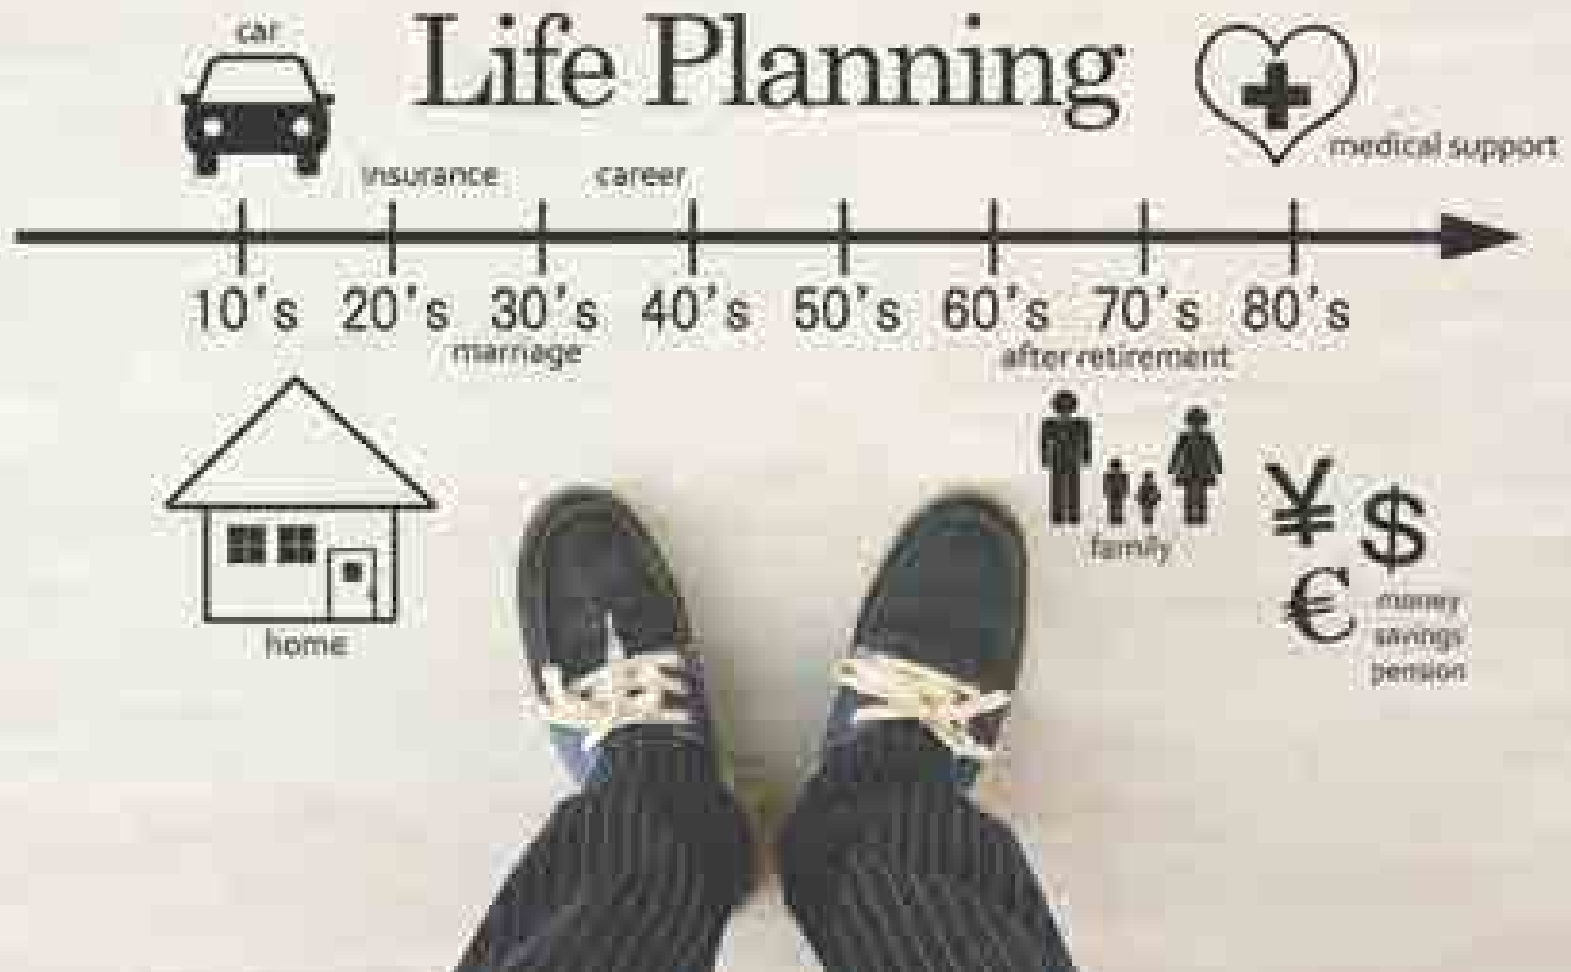 car
Life Planning
medical support
insurance
career
10's 20's 30's 40's 50's 60's 70's 80's
marriage
after retirement
family
¥ $
€
money
savings
pension
home